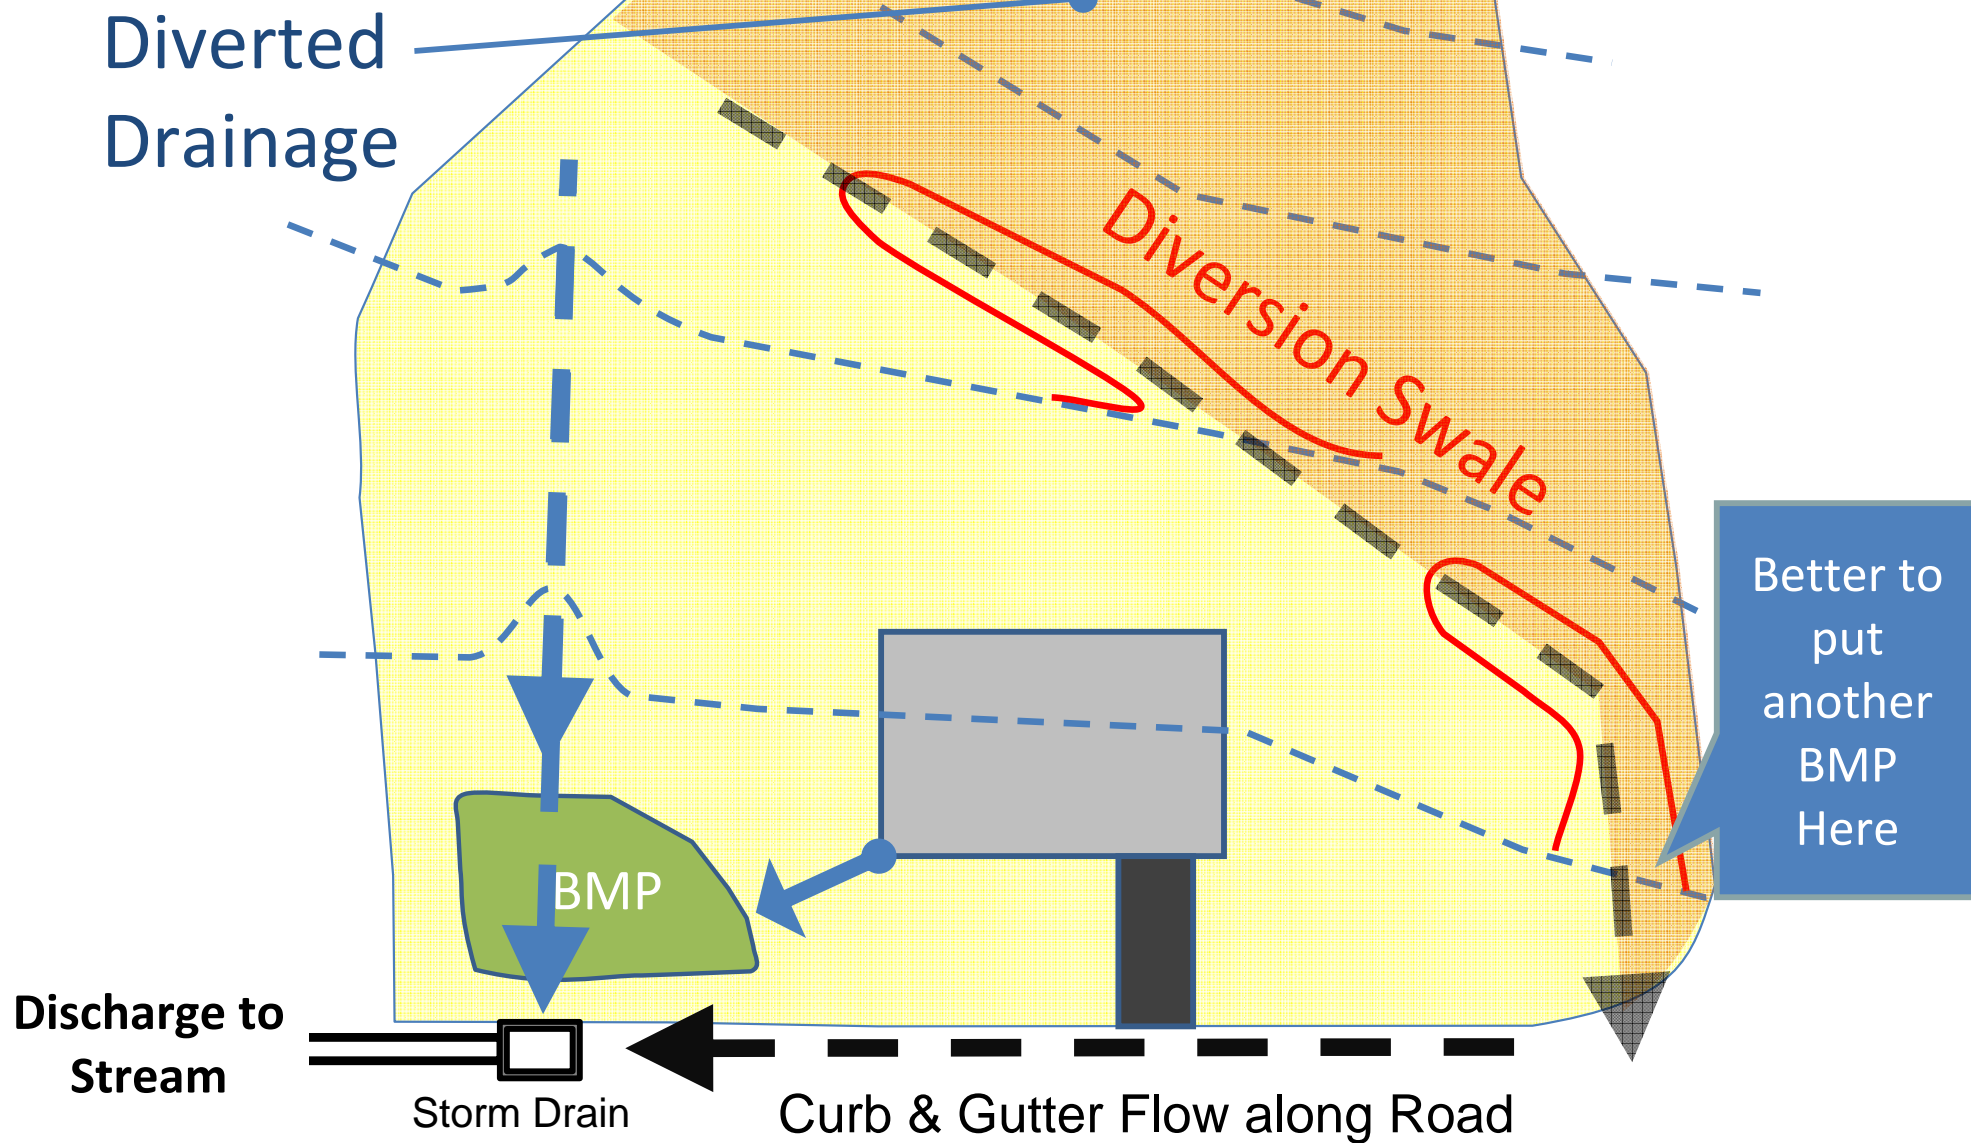 Diverted
Drainage
Diversion Swale
Better to
put
another
BMP
Here
BMP
Discharge to
Stream
Storm Drain
Curb & Gutter Flow along Road